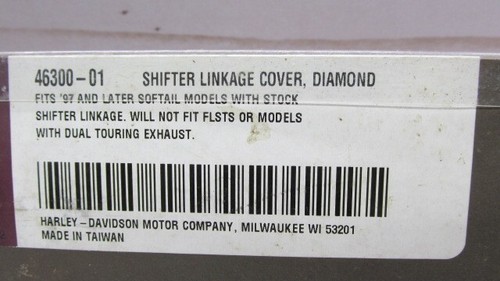 46300-01 SHIFTER LINKAGE COVER, DIAMOND
FITS '97 AND LATER SOFTAIL MODELS WITH STOCK
SHIFTER LINKAGE. WILL NOT FIT FLSTS OR MODELS
WITH DUAL TOURING EXHAUST.
HARLEY-DAVIDSON MOTOR COMPANY, MILWAUKEE WI 53201
MADE IN TAIWAN